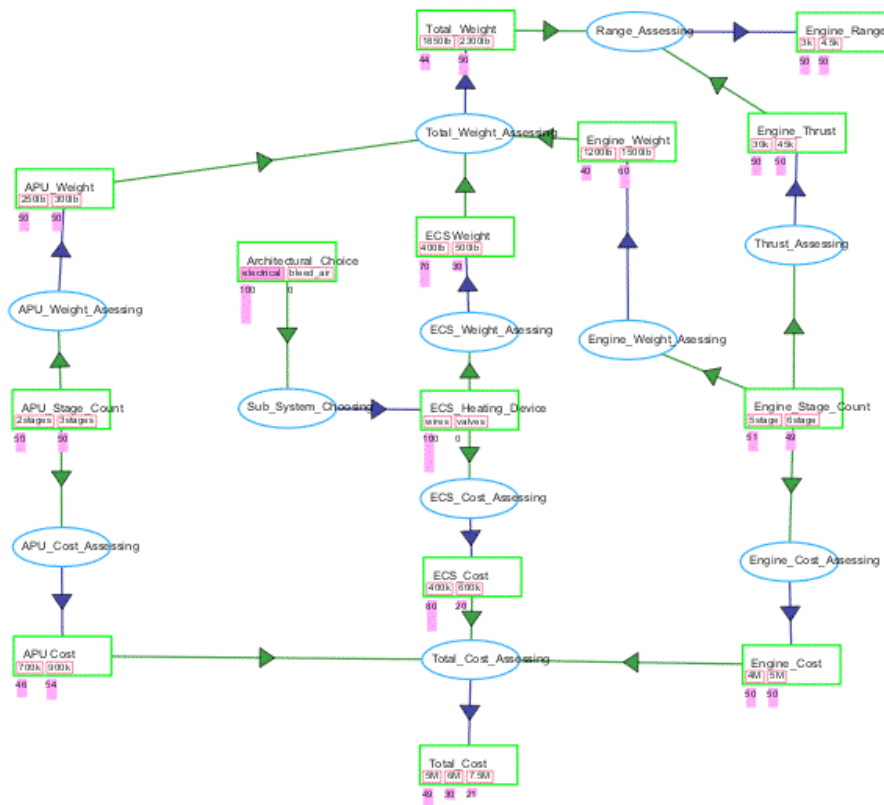 Total_Weight
1850lb 2300lb
44 56
Range_Assessing
Engine_Range
3k 4.5k
50 50
Total_Weight_Assessing
Engine_Weight
1200lb 1500lb
40 60
Engine_Thrust
30k 45k
50 50
APU_Weight
250lb 300lb
50 50
ECS Weight
400lb 500lb
70 30
Architectural_Choice
electrical bleed_air
100 0
Thrust_Assessing
APU_Weight_Asessing
ECS_Weight_Asessing
Engine_Weight_Asessing
APU_Stage_Count
2stages 3stages
50 50
Sub_System_Choosing
ECS_Heating_Device
wires valves
100 0
Engine_Stage_Count
5stage 6stage
51 49
ECS_Cost_Assessing
APU_Cost_Assessing
Engine_Cost_Assessing
ECS_Cost
400k 600k
80 20
APU Cost
700k 900k
46 54
Total_Cost_Assessing
Engine_Cost
4M 5M
50 50
Total_Cost
5M 6M 7.5M
49 30 21